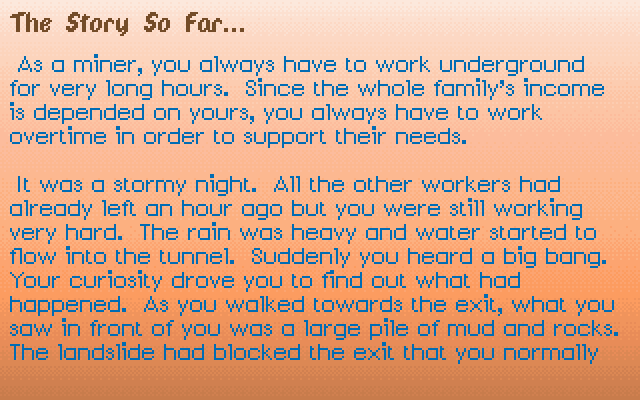 The Story So Far...
As a miner, you always have to work underground
for very long hours.  Since the whole family's income
is depended on yours, you always have to work
overtime in order to support their needs.
It was a stormy night.  All the other workers had
already left an hour ago but you were still working
very hard.  The rain was heavy and water started to
flow into the tunnel.  Suddenly you heard a big bang.
Your curiosity drove you to find out what had
happened.  As you walked towards the exit, what you
saw in front of you was a large pile of mud and rocks.
The landslide had blocked the exit that you normally